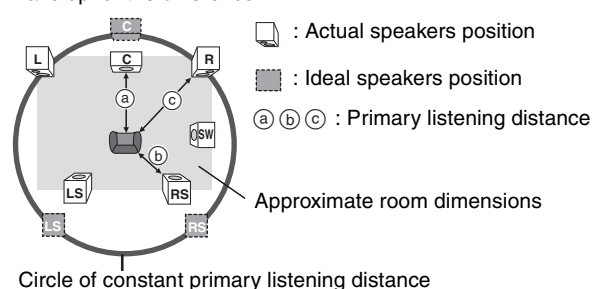 C
L
C
R
: Actual speakers position
: Ideal speakers position
a b c : Primary listening distance
a
c
SW
b
LS
RS
Approximate room dimensions
LS
RS
Circle of constant primary listening distance